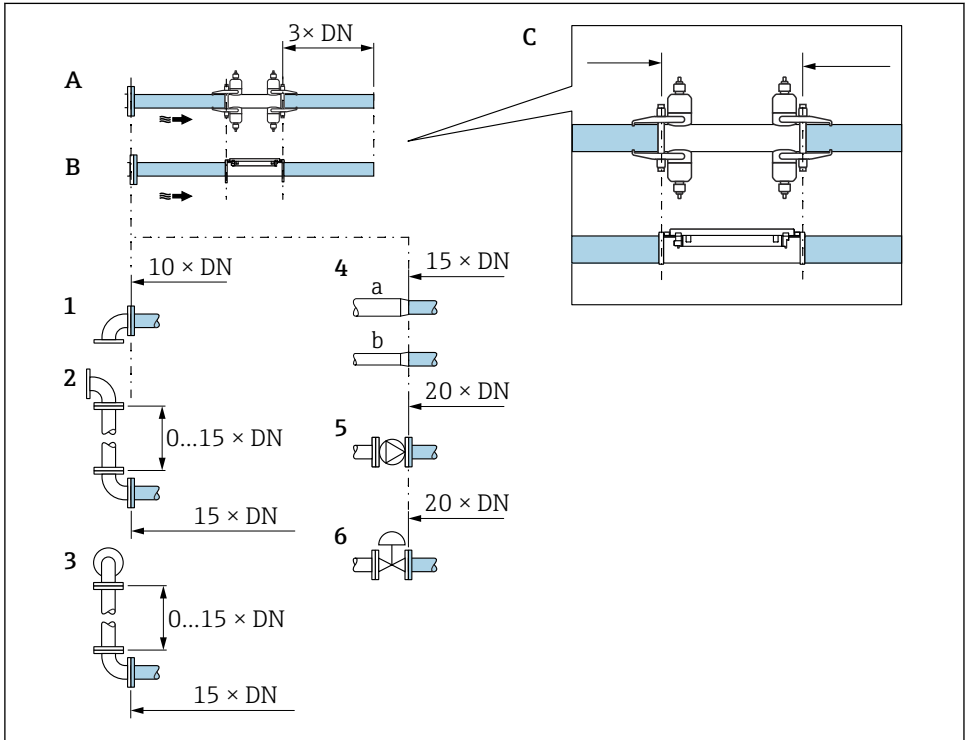 3× DN
C
A
B
10 × DN
4
15 × DN
1
a
b
2
20 × DN
0...15 × DN
5
15 × DN
20 × DN
6
3
0...15 × DN
15 × DN